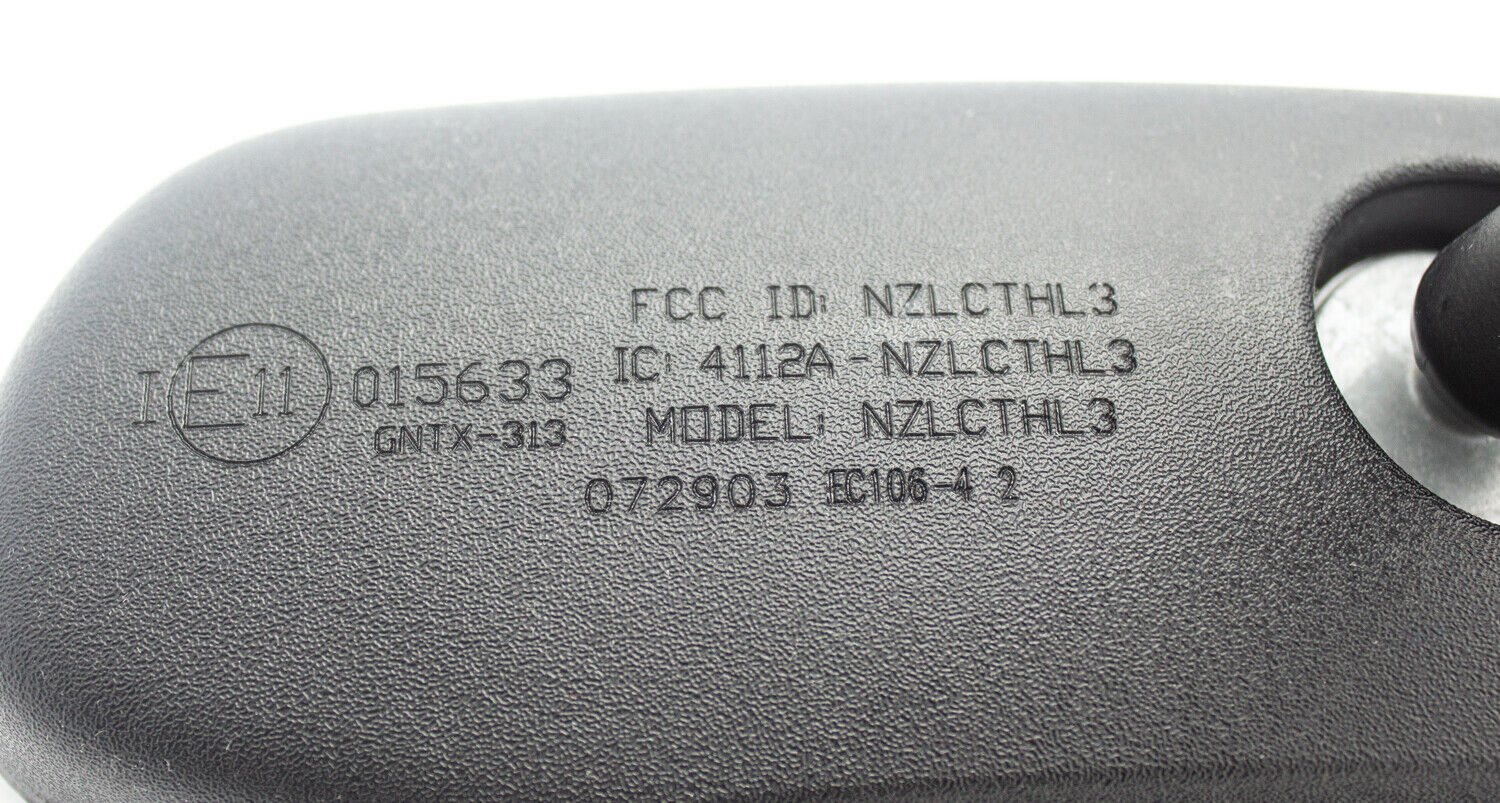 FCC ID: NZLCTHL3
IC: 4112A-NZLCTHL3
I E11 015633
GNTX-313
MODEL: NZLCTHL3
072903 EC106-4 2